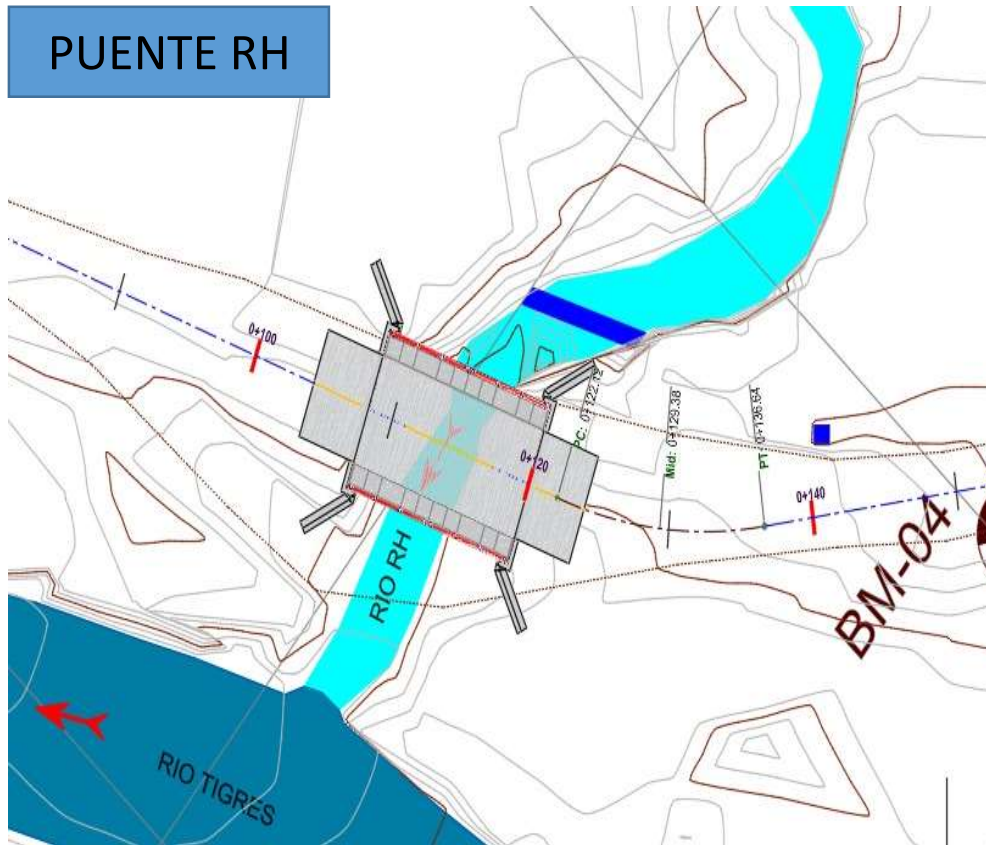 PUENTE RH
0+100
PC: 0+122.12
Mid: 0+129.38
PT: 0+136.64
0+120
0+140
BM-04
RIO RH
RIO TIGRES